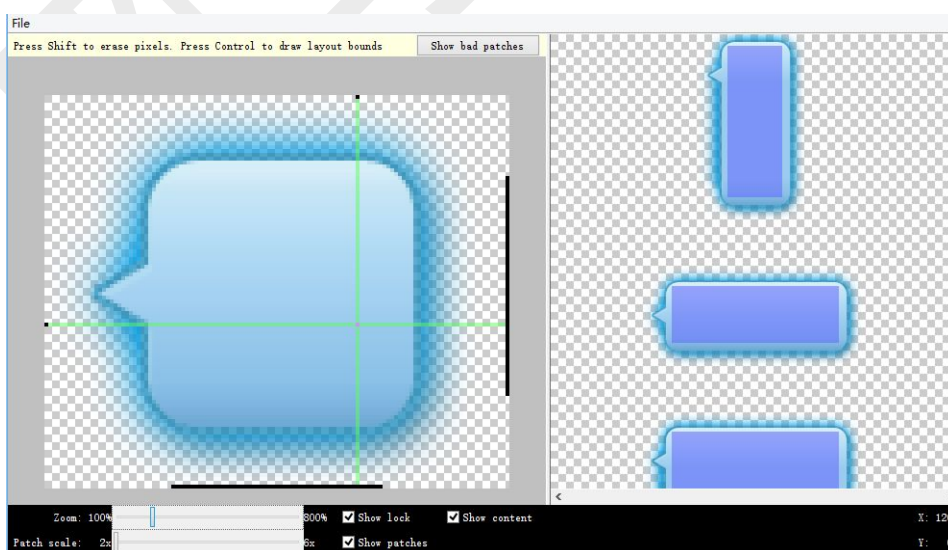 File
Press Shift to erase pixels. Press Control to draw layout bounds
Show bad patches
Zoom: 100% 800% Show lock Show content
X: 120
Patch scale: 2x 6x Show patches
Y: